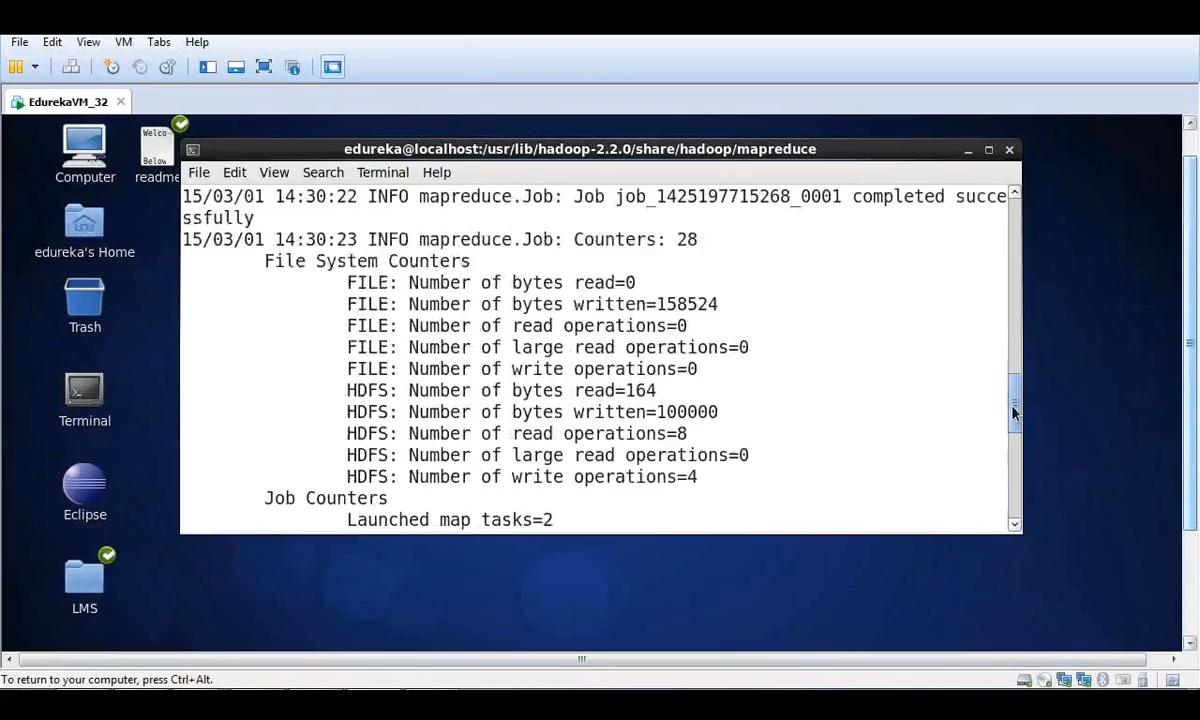 File Edit View VM Tabs Help
EdurekaVM_32
Computer
Welco
Below
readme
edureka's Home
Trash
Terminal
Eclipse
LMS
edureka@localhost:/usr/lib/hadoop-2.2.0/share/hadoop/mapreduce
File Edit View Search Terminal Help
15/03/01 14:30:22 INFO mapreduce.Job: Job job_1425197715268_0001 completed succe
ssfully
15/03/01 14:30:23 INFO mapreduce.Job: Counters: 28
File System Counters
FILE: Number of bytes read=0
FILE: Number of bytes written=158524
FILE: Number of read operations=0
FILE: Number of large read operations=0
FILE: Number of write operations=0
HDFS: Number of bytes read=164
HDFS: Number of bytes written=100000
HDFS: Number of read operations=8
HDFS: Number of large read operations=0
HDFS: Number of write operations=4
Job Counters
Launched map tasks=2
To return to your computer, press Ctrl+Alt.